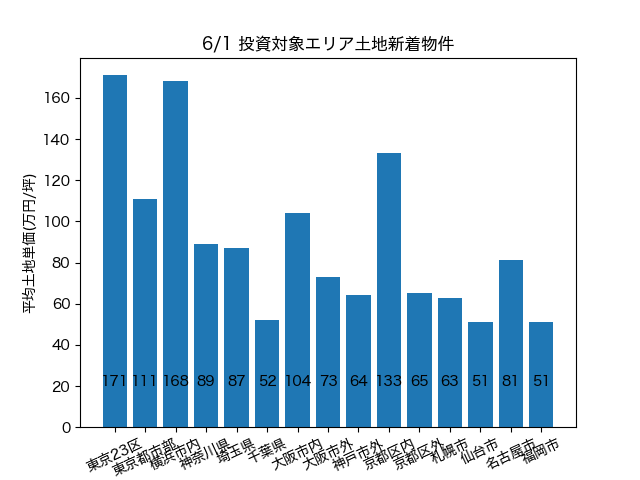 6/1 投資対象エリア土地新着物件
平均土地単価(万円/坪)
160
140
120
100
80
60
40
20
0
171 111 168 89 87 52 104 73 64 133 65 63 51 81 51
東京23区
東京都市部
横浜市内
神奈川県
埼玉県
千葉県
大阪市内
大阪市外
神戸市外
京都区内
京都区外
札幌市
仙台市
名古屋市
福岡市